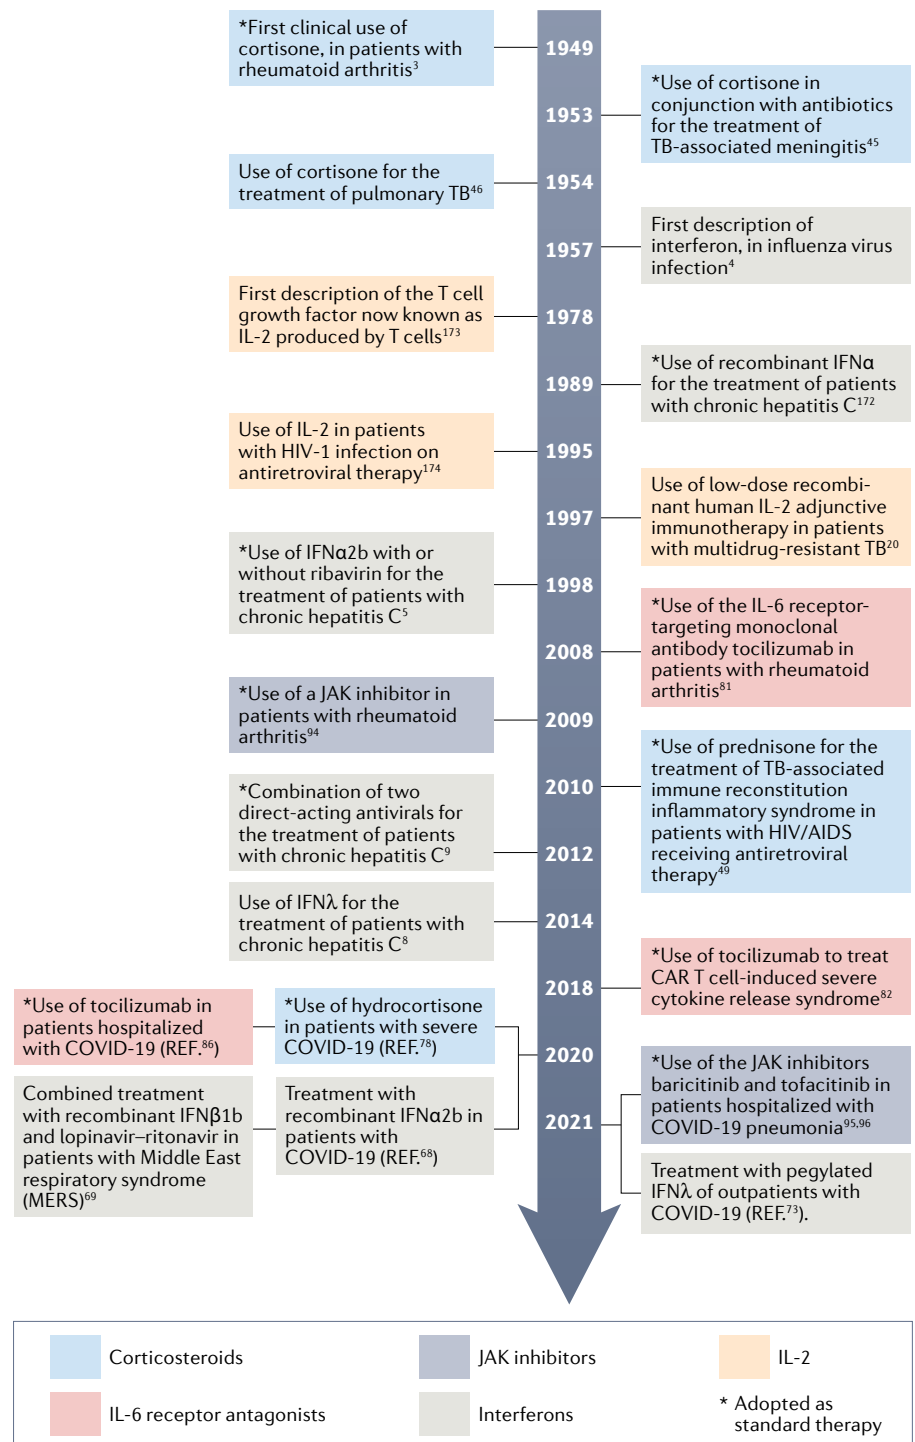 *First clinical use of
cortisone, in patients with
rheumatoid arthritis³
1949
*Use of cortisone in
conjunction with antibiotics
for the treatment of
TB-associated meningitis⁴⁵
1953
Use of cortisone for the
treatment of pulmonary TB⁴⁶
1954
First description of
interferon, in influenza virus
infection⁴
1957
First description of the T cell
growth factor now known as
IL-2 produced by T cells¹⁷³
1978
*Use of recombinant IFNα
for the treatment of patients
with chronic hepatitis C¹⁷²
1989
Use of IL-2 in patients
with HIV-1 infection on
antiretroviral therapy¹⁷⁴
1995
Use of low-dose recombi-
nant human IL-2 adjunctive
immunotherapy in patients
with multidrug-resistant TB²⁰
1997
*Use of IFNα2b with or
without ribavirin for the
treatment of patients with
chronic hepatitis C⁵
1998
*Use of the IL-6 receptor-
targeting monoclonal
antibody tocilizumab in
patients with rheumatoid
arthritis⁸¹
2008
*Use of a JAK inhibitor in
patients with rheumatoid
arthritis⁹⁴
2009
*Use of prednisone for the
treatment of TB-associated
immune reconstitution
inflammatory syndrome in
patients with HIV/AIDS
receiving antiretroviral
therapy⁴⁹
2010
*Combination of two
direct-acting antivirals for
the treatment of patients
with chronic hepatitis C⁹
2012
Use of IFNλ for the
treatment of patients with
chronic hepatitis C⁸
2014
*Use of tocilizumab to treat
CAR T cell-induced severe
cytokine release syndrome⁸²
2018
*Use of tocilizumab in
patients hospitalized
with COVID-19 (REF.⁸⁶)
*Use of hydrocortisone
in patients with severe
COVID-19 (REF.⁷⁸)
2020
Combined treatment
with recombinant IFNβ1b
and lopinavir–ritonavir in
patients with Middle East
respiratory syndrome
(MERS)⁶⁹
Treatment with
recombinant IFNα2b in
patients with
COVID-19 (REF.⁶⁸)
2021
*Use of the JAK inhibitors
baricitinib and tofacitinib in
patients hospitalized with
COVID-19 pneumonia⁹⁵,⁹⁶
Treatment with pegylated
IFNλ of outpatients with
COVID-19 (REF.⁷³).
Corticosteroids
JAK inhibitors
IL-2
IL-6 receptor antagonists
Interferons
* Adopted as
standard therapy